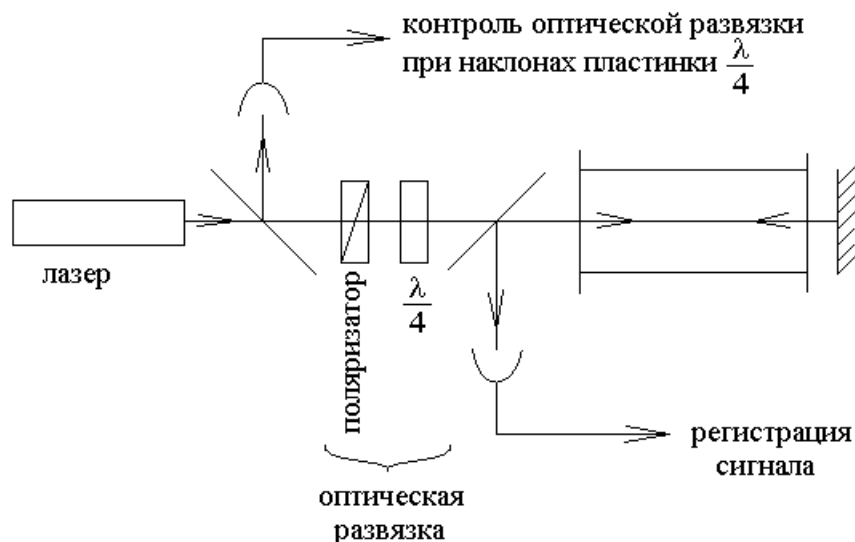 контроль оптической развязки
при наклонах пластинки λ/4
лазер
поляризатор
λ/4
оптическая
развязка
регистрация
сигнала